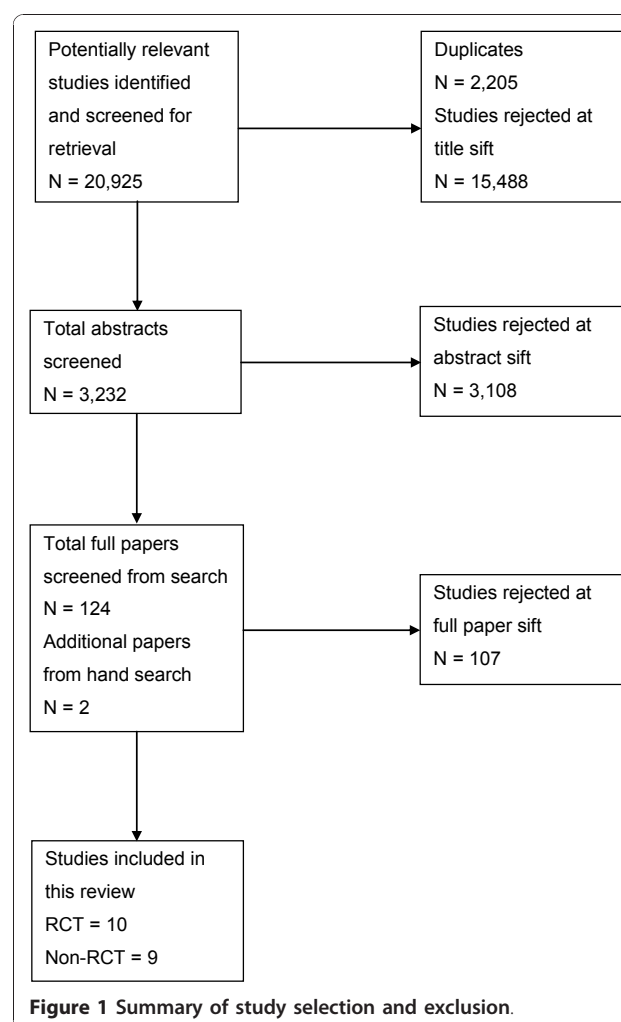 Potentially relevant
studies identified
and screened for
retrieval
N = 20,925
Duplicates
N = 2,205
Studies rejected at
title sift
N = 15,488
Total abstracts
screened
N = 3,232
Studies rejected at
abstract sift
N = 3,108
Total full papers
screened from search
N = 124
Additional papers
from hand search
N = 2
Studies rejected at
full paper sift
N = 107
Studies included in
this review
RCT = 10
Non-RCT = 9
Figure 1 Summary of study selection and exclusion.